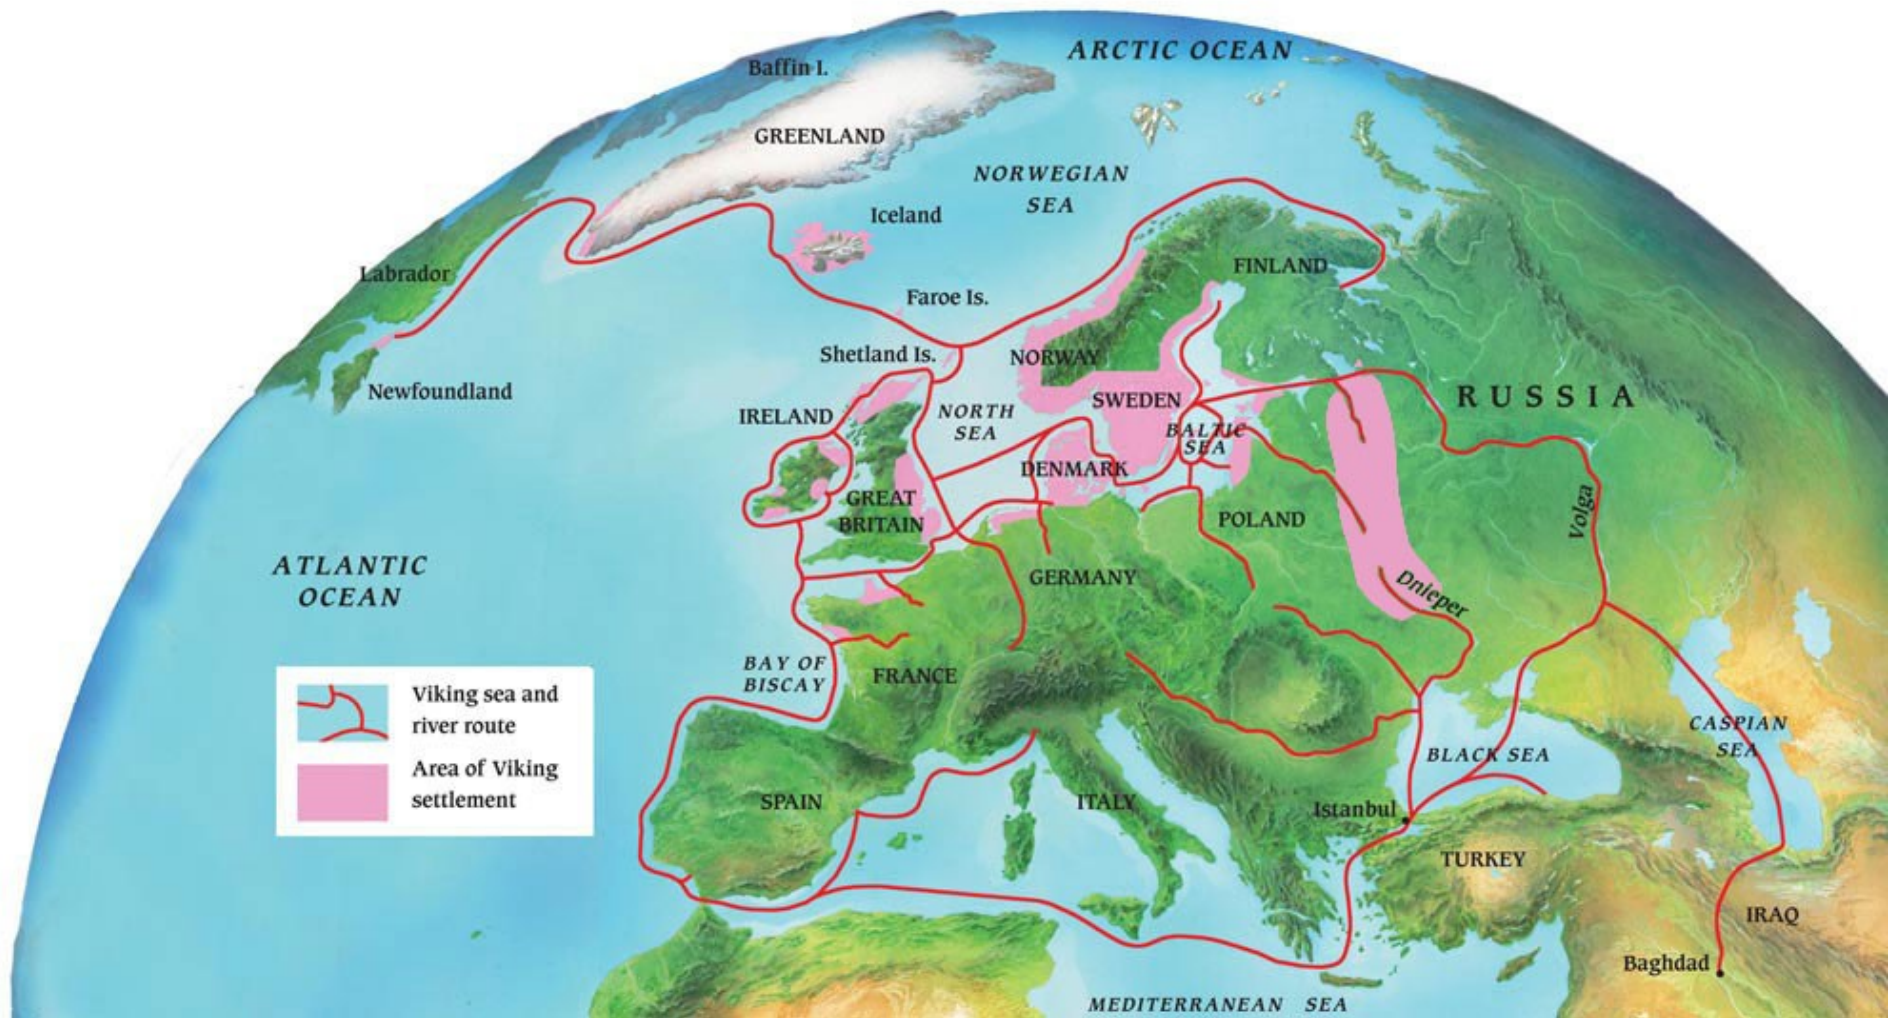 ARCTIC OCEAN
Baffin I.
GREENLAND
NORWEGIAN
SEA
Iceland
Labrador
FINLAND
Faroe Is.
Shetland Is.
NORWAY
Newfoundland
RUSSIA
IRELAND
NORTH
SEA
SWEDEN
BALTIC
SEA
DENMARK
GREAT
BRITAIN
POLAND
Volga
ATLANTIC
OCEAN
GERMANY
Dnieper
BAY OF
BISCAY
FRANCE
Viking sea and
river route
Area of Viking
settlement
CASPIAN
SEA
BLACK SEA
SPAIN
ITALY
Istanbul
TURKEY
IRAQ
Baghdad
MEDITERRANEAN SEA